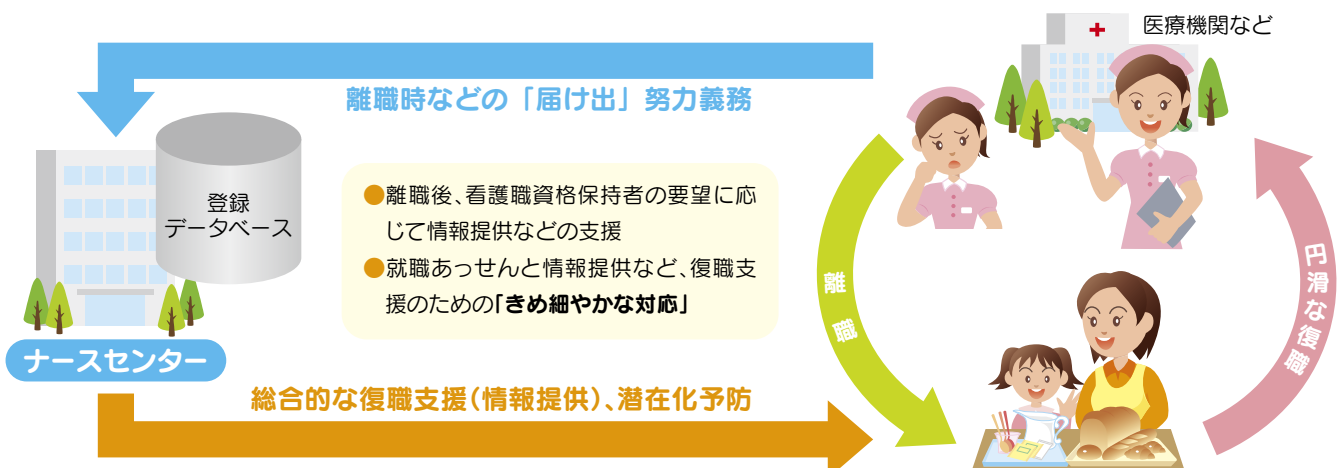 医療機関など
離職時などの「届け出」努力義務
登録
データベース
●離職後、看護職資格保持者の要望に応
じて情報提供などの支援
●就職あっせんと情報提供など、復職支
援のための「きめ細やかな対応」
離職
円滑な復職
ナースセンター
総合的な復職支援(情報提供)、潜在化予防